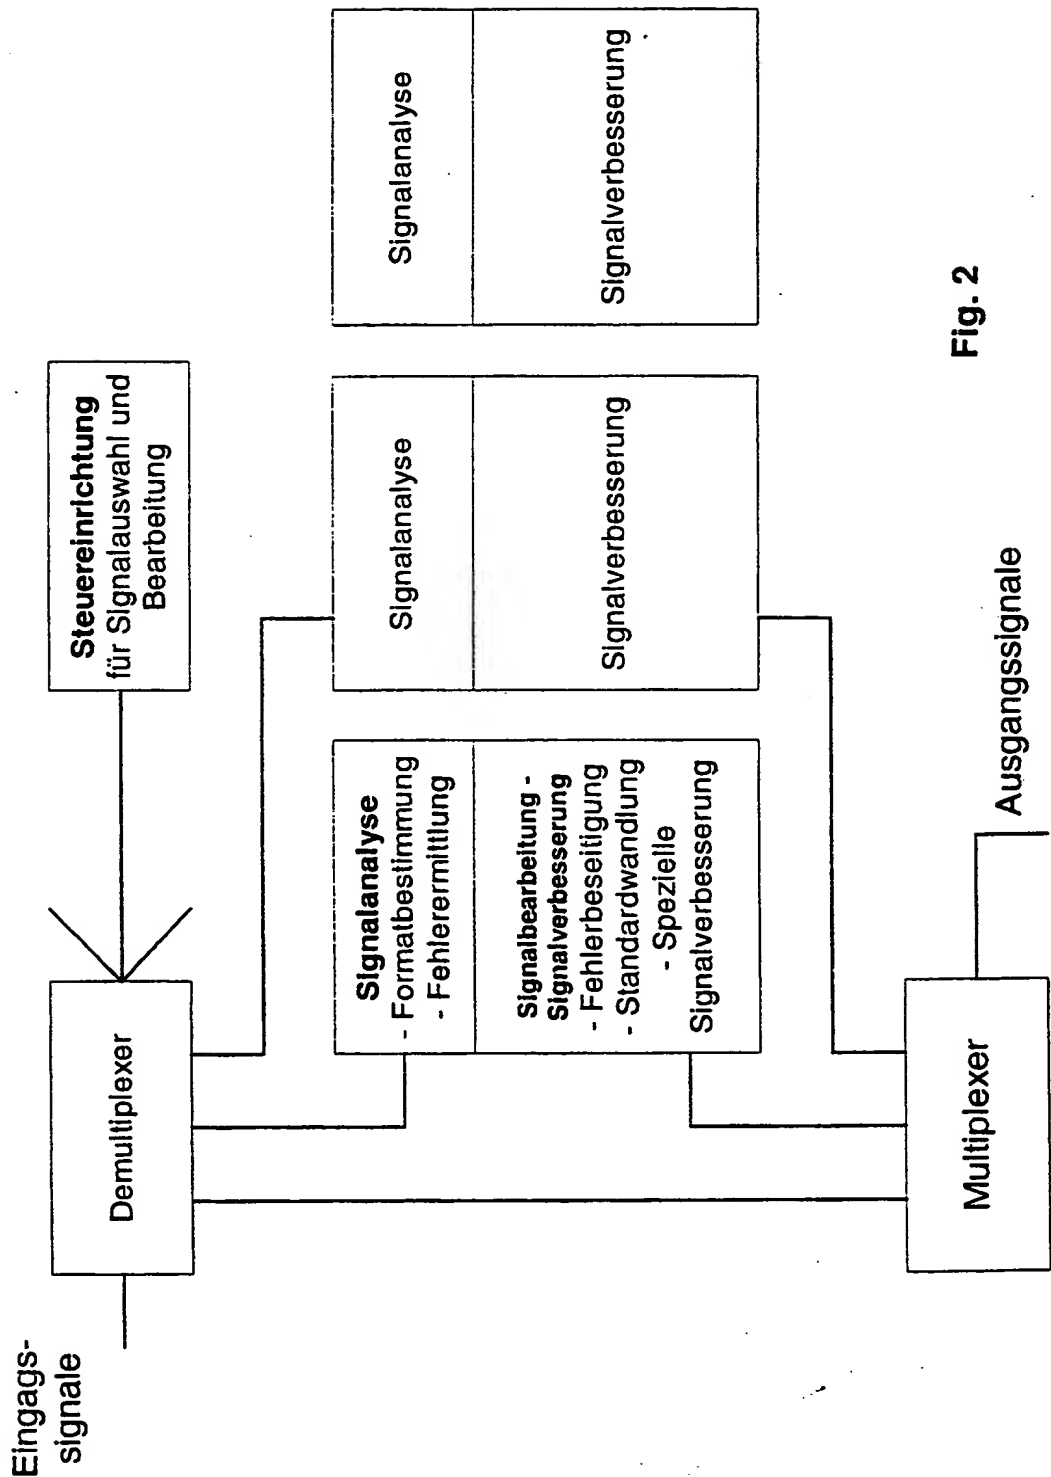 Eingags-
signale
Demultiplexer
Steuereinrichtung
für Signalauswahl und
Bearbeitung
Signalanalyse
- Formatbestimmung
- Fehlerermittlung
Signalbearbeitung -
Signalverbesserung
- Fehlerbeseitigung
- Standardwandlung
- Spezielle
Signalverbesserung
Signalanalyse
Signalverbesserung
Signalanalyse
Signalverbesserung
Multiplexer
Ausgangssignale
Fig. 2